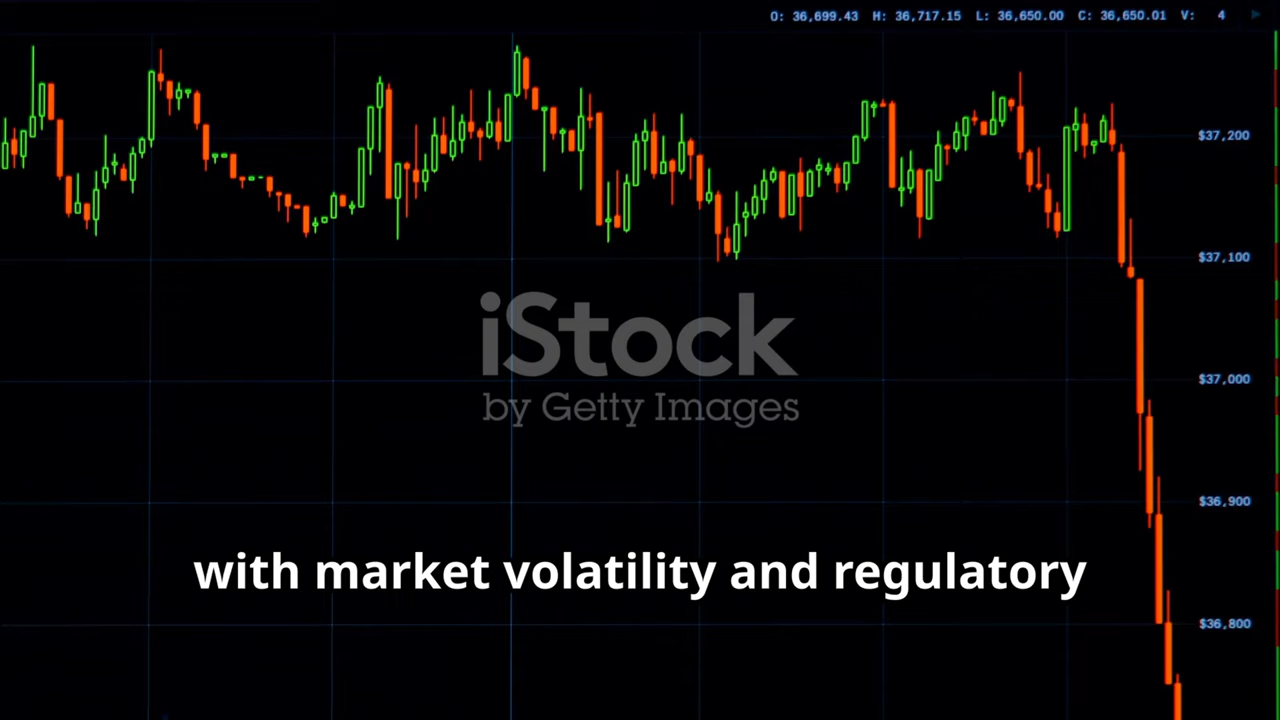 O: 36,699.43 H: 36,717.15 L: 36,650.00 C: 36,650.01 V: 4
$37,200
$37,100
iStock
by Getty Images
$37,000
$36,900
with market volatility and regulatory
$36,800